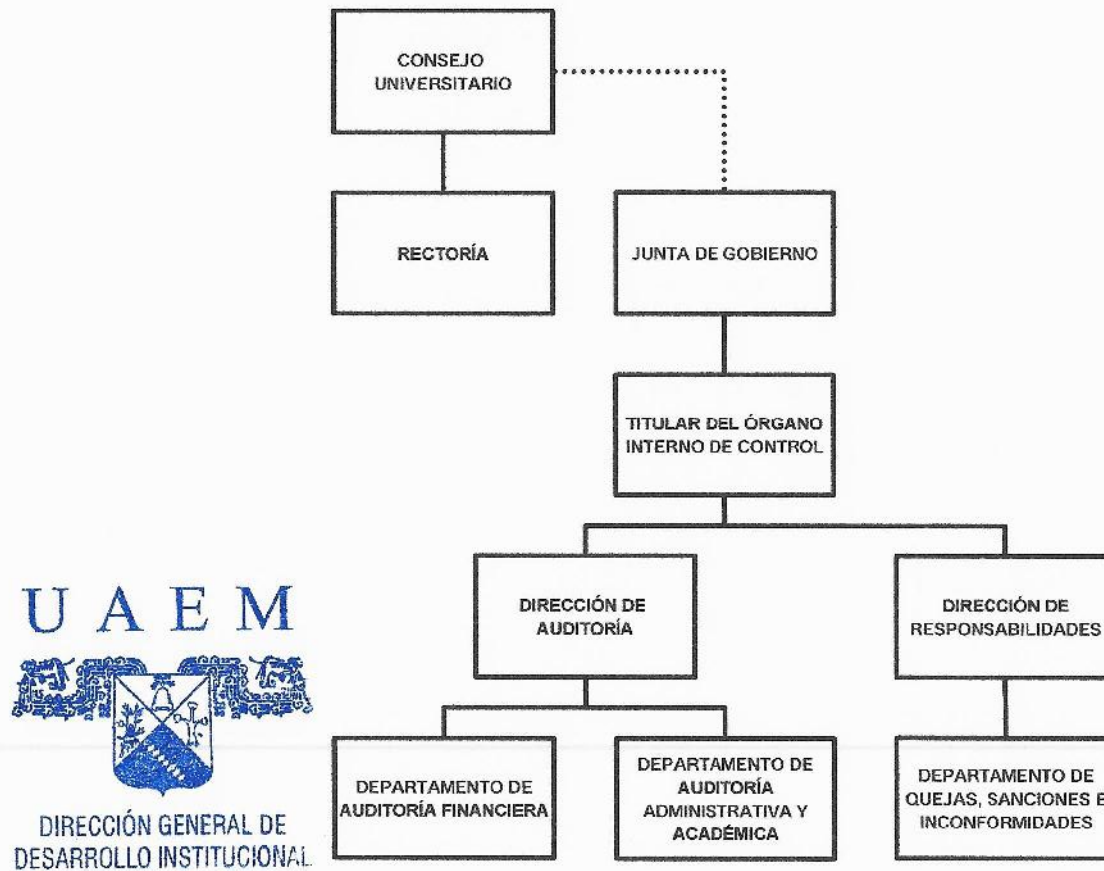 CONSEJO
UNIVERSITARIO
RECTORÍA
JUNTA DE GOBIERNO
TITULAR DEL ÓRGANO
INTERNO DE CONTROL
DIRECCIÓN DE
AUDITORÍA
DIRECCIÓN DE
RESPONSABILIDADES
UAEM
DIRECCIÓN GENERAL DE
DESARROLLO INSTITUCIONAL
DEPARTAMENTO DE
AUDITORÍA FINANCIERA
DEPARTAMENTO DE
AUDITORÍA
ADMINISTRATIVA Y
ACADÉMICA
DEPARTAMENTO DE
QUEJAS, SANCIONES E
INCONFORMIDADES